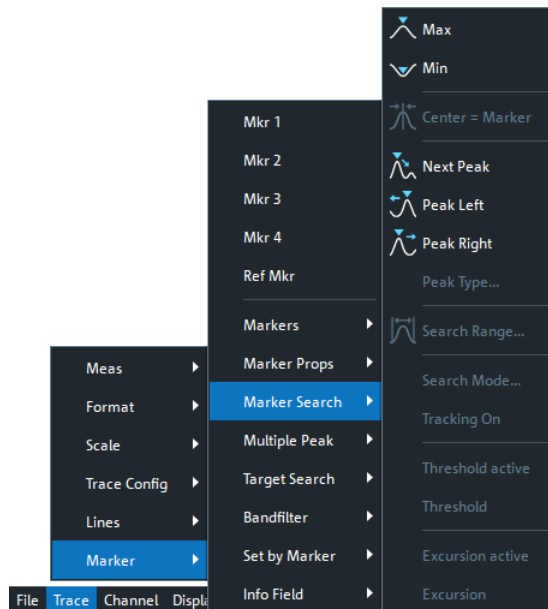 Max
Min
Center = Marker
Next Peak
Peak Left
Peak Right
Peak Type...
Search Range...
Search Mode...
Tracking On
Threshold active
Threshold
Excursion active
Excursion
Mkr 1
Mkr 2
Mkr 3
Mkr 4
Ref Mkr
Markers
Marker Props
Marker Search
Multiple Peak
Target Search
Bandfilter
Set by Marker
Info Field
Meas
Format
Scale
Trace Config
Lines
Marker
File Trace Channel